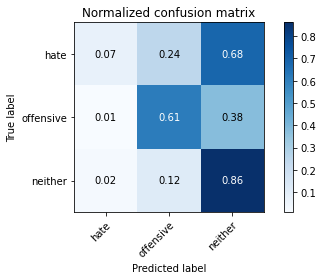 Normalized confusion matrix
True label
hate 0.07 0.24 0.68
offensive 0.01 0.61 0.38
neither 0.02 0.12 0.86
hate offensive neither
Predicted label
0.8
0.7
0.6
0.5
0.4
0.3
0.2
0.1